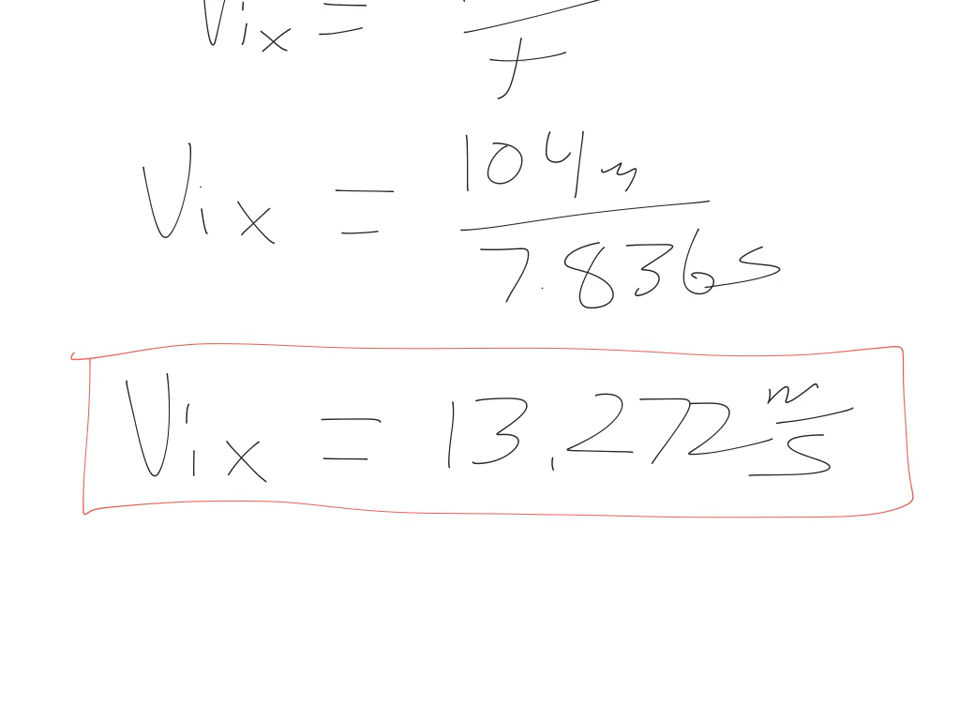 Vix =
t
Vix = 104m
7.836s
Vix = 13.272 m/s